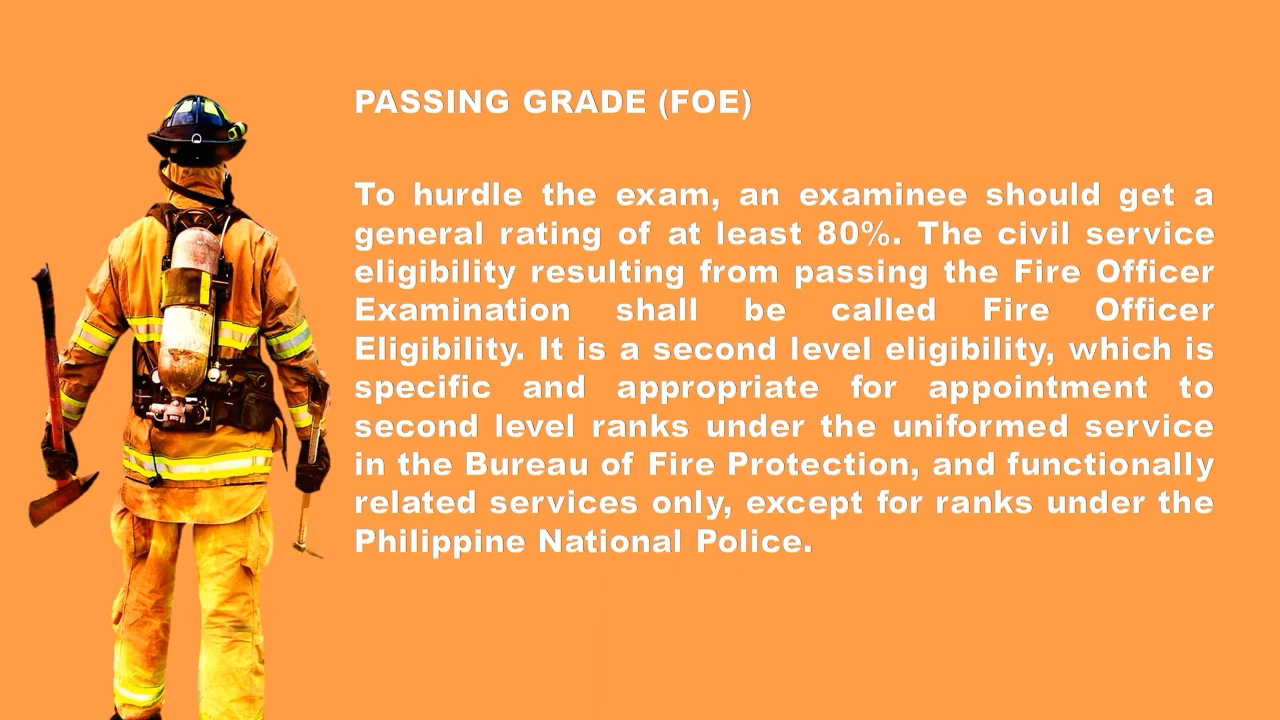 PASSING GRADE (FOE)
To hurdle the exam, an examinee should get a
general rating of at least 80%. The civil service
eligibility resulting from passing the Fire Officer
Examination shall be called Fire Officer
Eligibility. It is a second level eligibility, which is
specific and appropriate for appointment to
second level ranks under the uniformed service
in the Bureau of Fire Protection, and functionally
related services only, except for ranks under the
Philippine National Police.